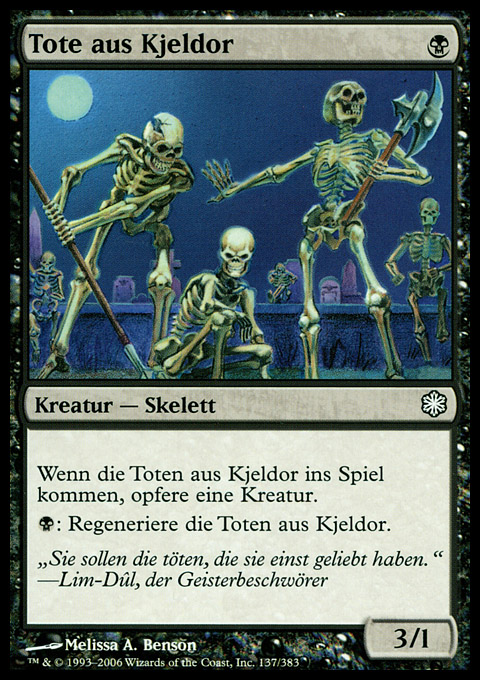 Tote aus Kjeldor
Kreatur — Skelett
Wenn die Toten aus Kjeldor ins Spiel
kommen, opfere eine Kreatur.
: Regeneriere die Toten aus Kjeldor.
„Sie sollen die töten, die sie einst geliebt haben.“
—Lim-Dûl, der Geisterbeschwörer
3/1
Melissa A. Benson
™ & © 1993–2006 Wizards of the Coast, Inc. 137/383